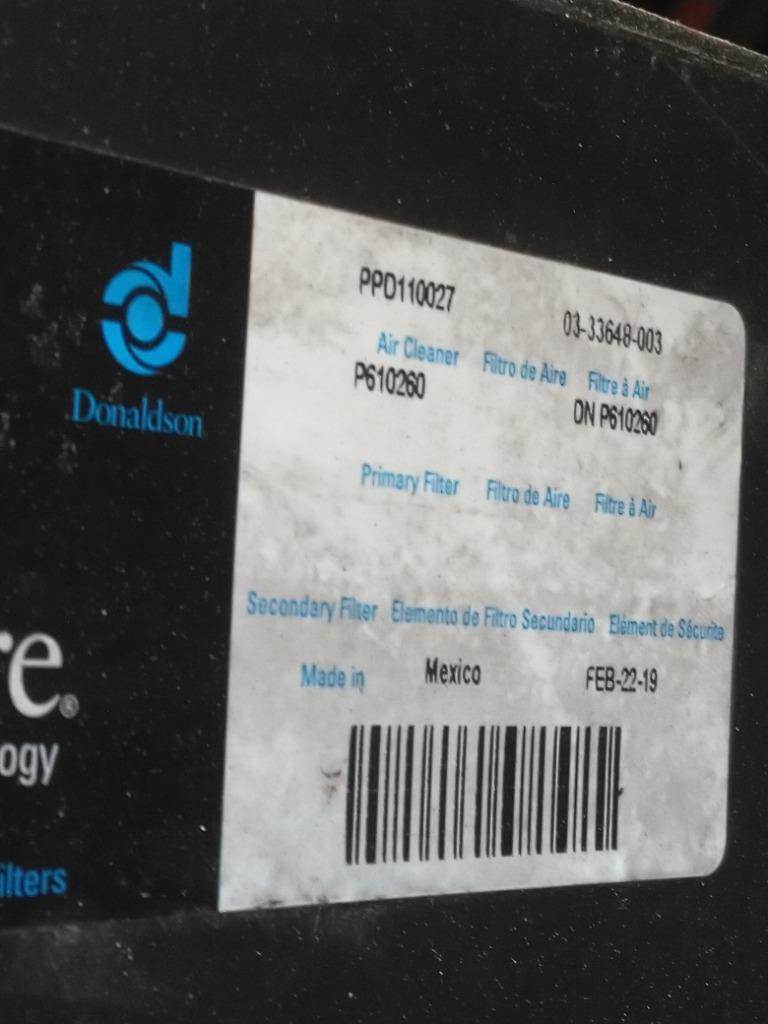 Donaldson
PPD110027 03-33648-003
Air Cleaner Filtro de Aire Filtre à Air
P610260 DN P610260
Primary Filter Filtro de Aire Filtre à Air
Secondary Filter Elemento de Filtro Secundario Elément de Sécurite
Made in Mexico FEB-22-19
re®
ogy
ilters